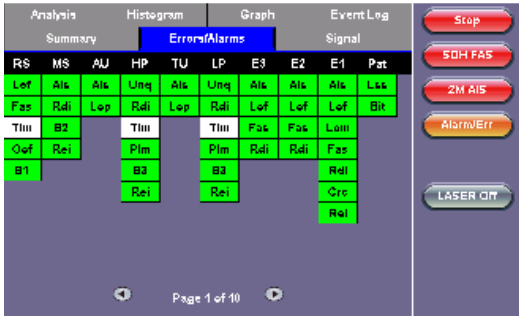 Analysis Histogram Graph Event Log
Summary Errors/Alarms Signal
RS MS AU HP TU LP E3 E2 E1 Pat
Lof Ais Ais Unq Ais Unq Ais Ais Ais Lss
Fas Rdi Lop Rdi Lop Rdi Lof Lof Lof Bit
Tim B2 Tim Tim Fas Fas Lom
Oof Rei Plm Plm Rdi Rdi Fas
B1 B3 B3 Rdi
Rei Rei Crc
Rei
Page 1 of 10
Stop
SDH FAS
2M AIS
Alarm/Err
LASER Off